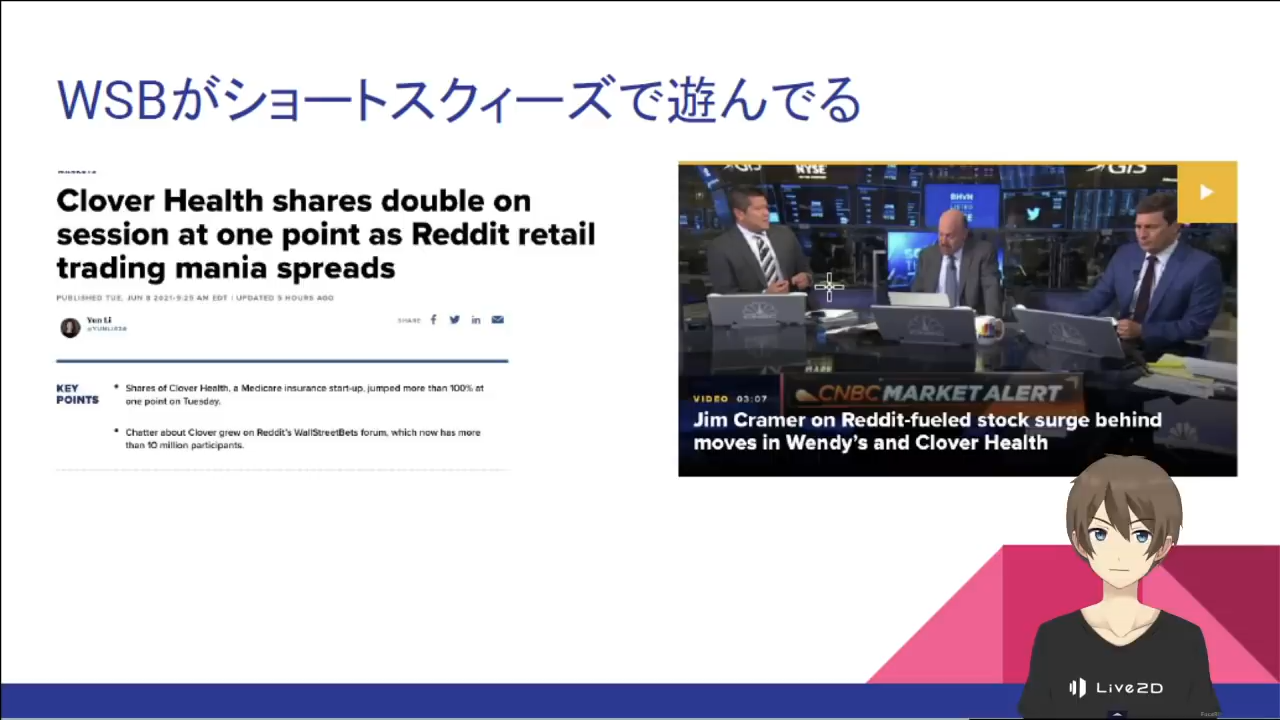 WSBがショートスクィーズで遊んでる
MARKETS
Clover Health shares double on
session at one point as Reddit retail
trading mania spreads
PUBLISHED TUE, JUN 8 2021 9:25 AM EDT | UPDATED 5 HOURS AGO
Yun Li
@YUNLI626
SHARE
KEY
POINTS
• Shares of Clover Health, a Medicare insurance start-up, jumped more than 100% at
one point on Tuesday.
• Chatter about Clover grew on Reddit's WallStreetBets forum, which now has more
than 10 million participants.
NYSE
BHVN
LISTED
CNBC MARKET ALERT
VIDEO 03:07
Jim Cramer on Reddit-fueled stock surge behind
moves in Wendy's and Clover Health
Live2D